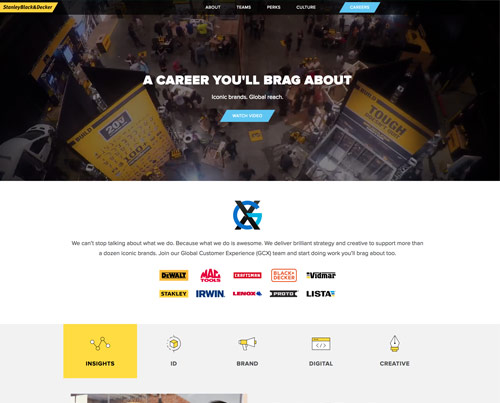 StanleyBlack&Decker
ABOUT TEAMS PERKS CULTURE CAREERS
A CAREER YOU'LL BRAG ABOUT
Iconic brands. Global reach.
WATCH VIDEO
20V
TOUGH
GX
We can't stop talking about what we do. Because what we do is awesome. We deliver brilliant strategy and creative to support more than
a dozen iconic brands. Join our Global Customer Experience (GCX) team and start doing work you'll brag about too.
DEWALT MAC TOOLS CRAFTSMAN BLACK+DECKER Vidmar
STANLEY IRWIN LENOX PROTO LISTA
INSIGHTS ID BRAND DIGITAL CREATIVE